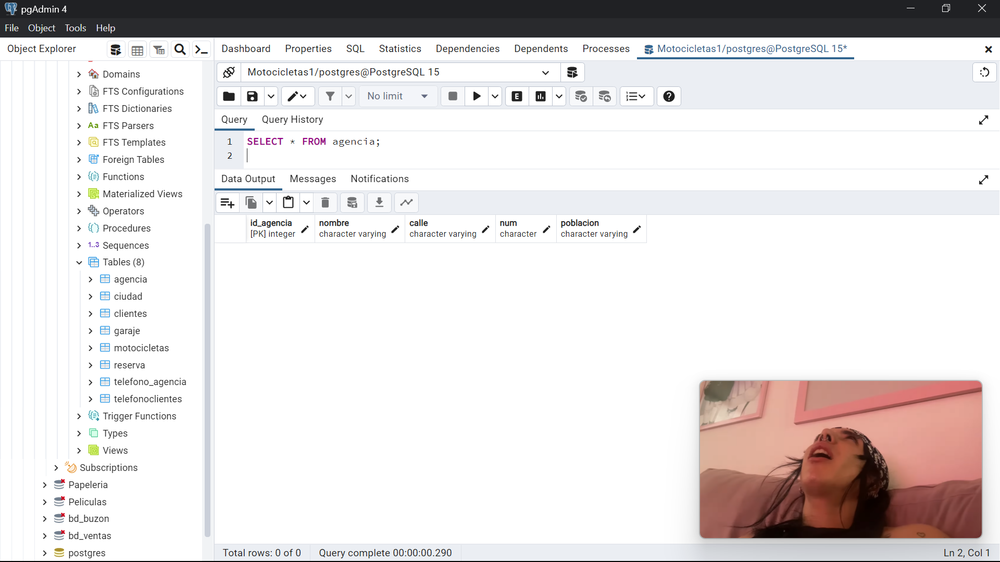 pgAdmin 4
File Object Tools Help
Object Explorer
Dashboard Properties SQL Statistics Dependencies Dependents Processes Motocicletas1/postgres@PostgreSQL 15*
Motocicletas1/postgres@PostgreSQL 15
No limit
E
Query Query History
1 SELECT * FROM agencia;
2
Data Output Messages Notifications
id_agencia
[PK] integer
nombre
character varying
calle
character varying
num
character
poblacion
character varying
Domains
FTS Configurations
FTS Dictionaries
Aa FTS Parsers
FTS Templates
Foreign Tables
Functions
Materialized Views
Operators
Procedures
1..3 Sequences
Tables (8)
agencia
ciudad
clientes
garaje
motocicletas
reserva
telefono_agencia
telefonoclientes
Trigger Functions
Types
Views
Subscriptions
Papeleria
Peliculas
bd_buzon
bd_ventas
postgres
Total rows: 0 of 0 Query complete 00:00:00.290 Ln 2, Col 1